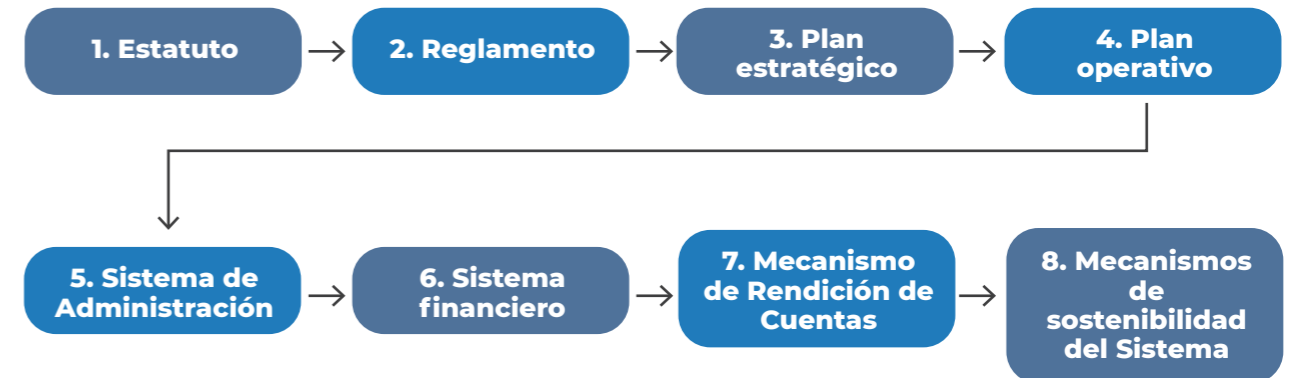 1. Estatuto
2. Reglamento
3. Plan
estratégico
4. Plan
operativo
5. Sistema de
Administración
6. Sistema
financiero
7. Mecanismo
de Rendición de
Cuentas
8. Mecanismos
de
sostenibilidad
del Sistema